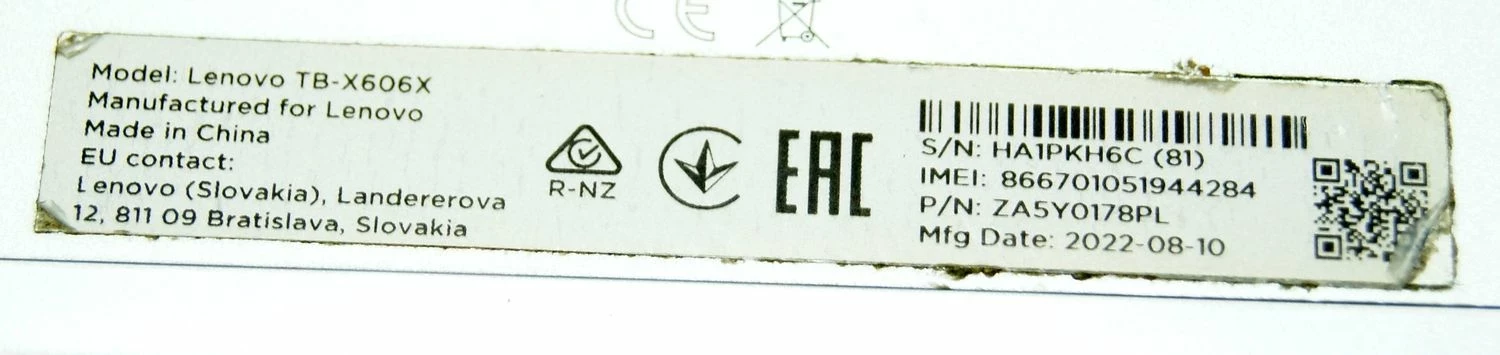 CE
Model: Lenovo TB-X606X
Manufactured for Lenovo
Made in China
EU contact:
Lenovo (Slovakia), Landererova
12, 811 09 Bratislava, Slovakia
R-NZ
EAC
S/N: HA1PKH6C (81)
IMEI: 866701051944284
P/N: ZA5Y0178PL
Mfg Date: 2022-08-10